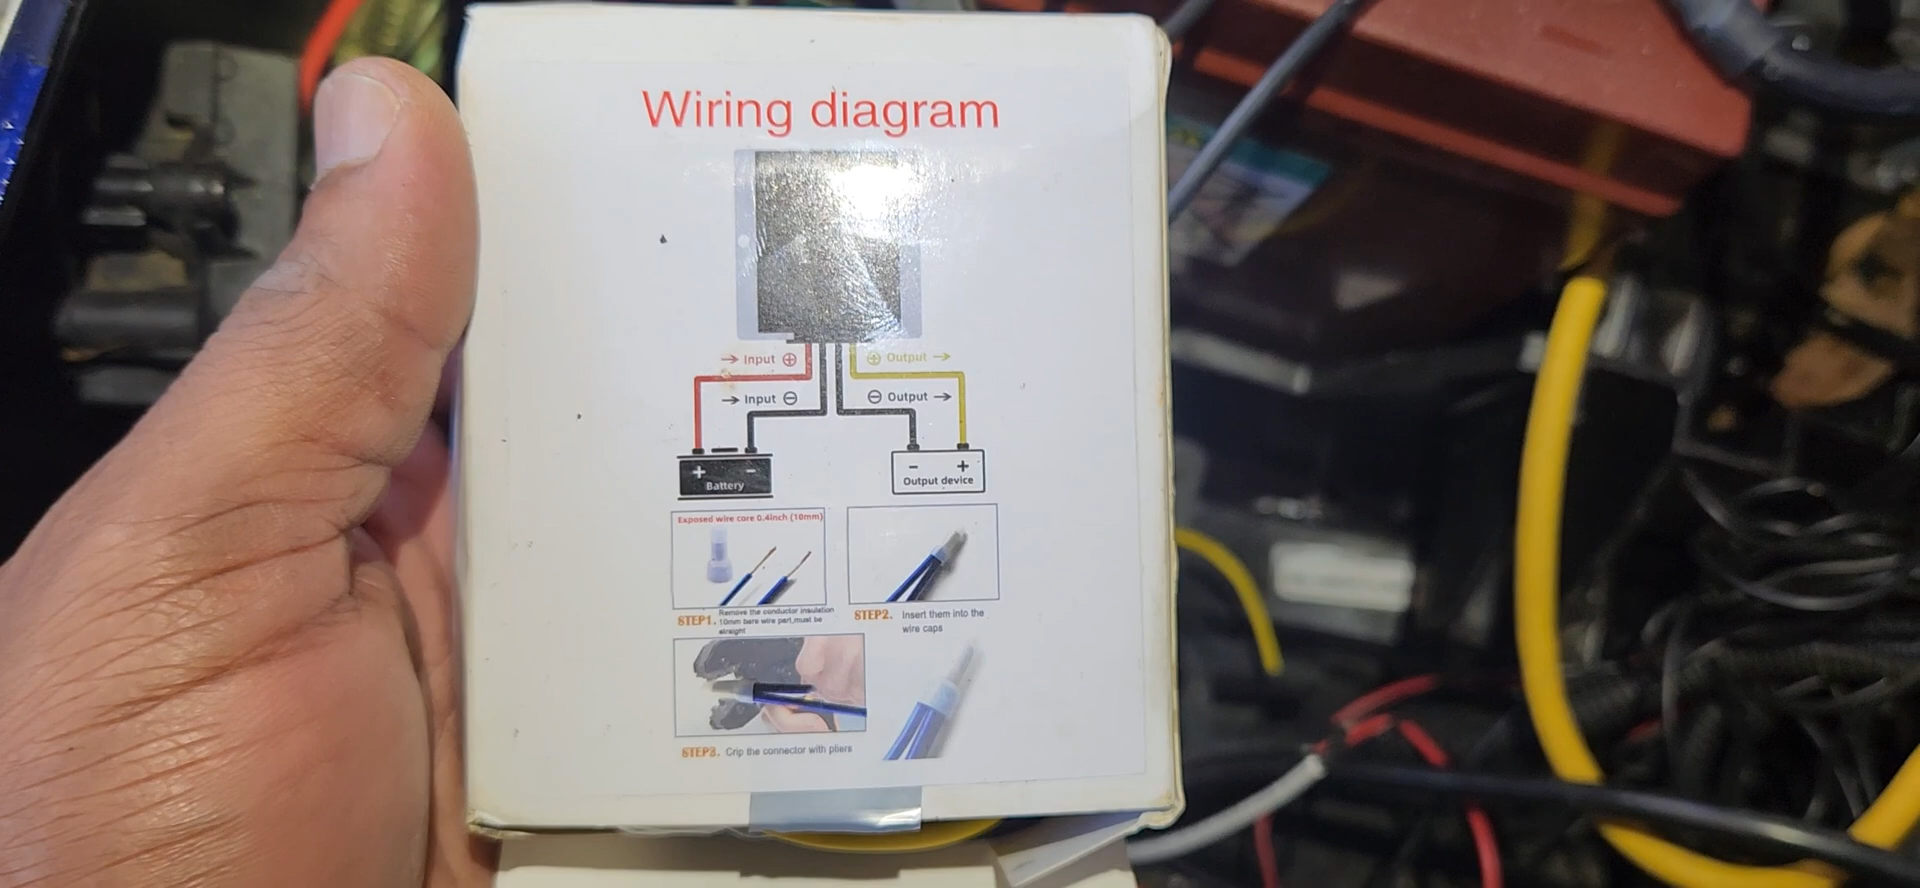 Wiring diagram
→ Input ⊕
⊕ Output →
→ Input ⊖
⊖ Output →
+ −
Battery
− +
Output device
Exposed wire core 0.4inch (10mm)
STEP1. Remove the conductor insulation
10mm bare wire part,must be
straight
STEP2. Insert them into the
wire caps
STEP3. Crip the connector with pliers